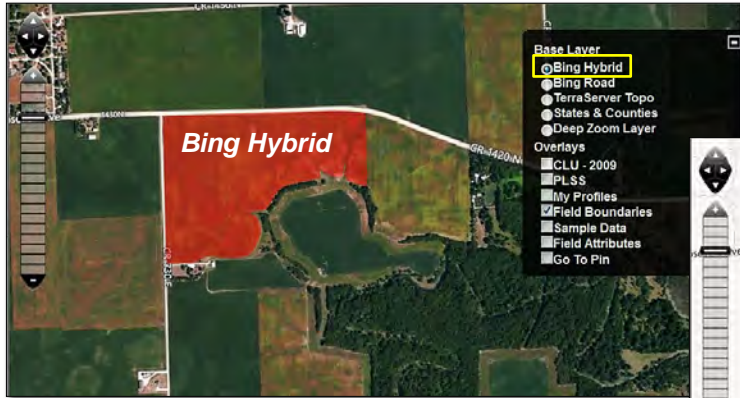 Base Layer
Bing Hybrid
Bing Road
TerraServer Topo
States & Counties
Deep Zoom Layer
Overlays
CLU - 2009
PLSS
My Profiles
Field Boundaries
Sample Data
Field Attributes
Go To Pin
Bing Hybrid
CR 1420 N